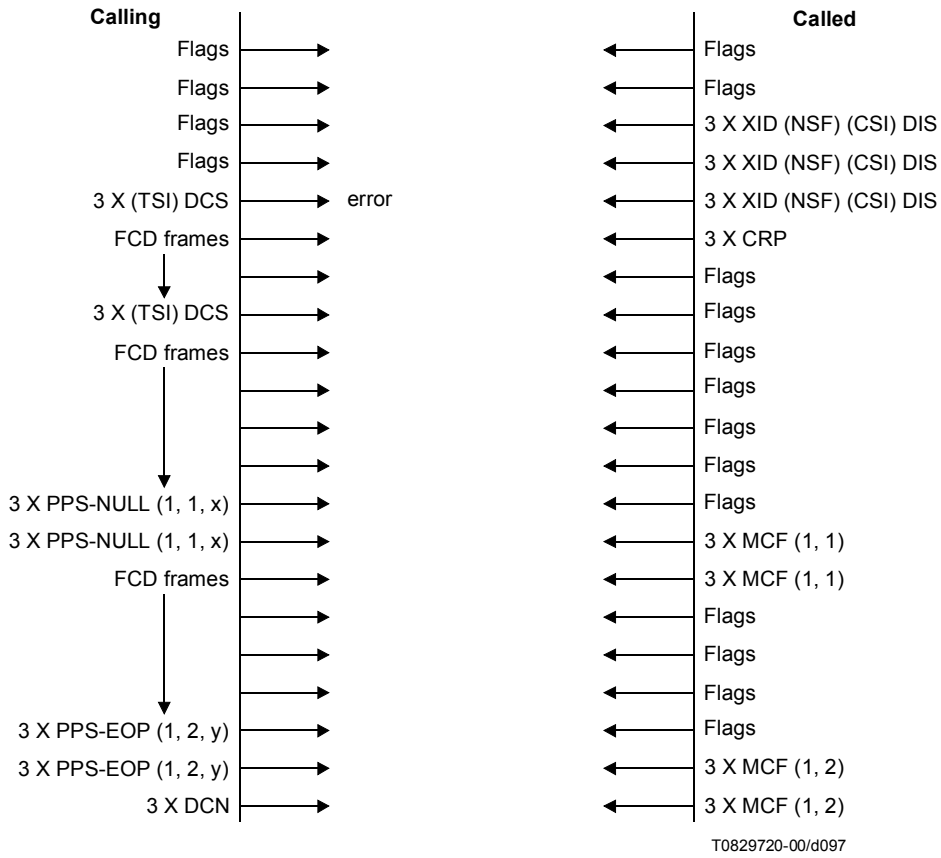 Calling Called
Flags Flags
Flags Flags
Flags 3 X XID (NSF) (CSI) DIS
Flags 3 X XID (NSF) (CSI) DIS
3 X (TSI) DCS error 3 X XID (NSF) (CSI) DIS
FCD frames 3 X CRP
Flags
3 X (TSI) DCS Flags
FCD frames Flags
Flags
Flags
Flags
3 X PPS-NULL (1, 1, x) Flags
3 X PPS-NULL (1, 1, x) 3 X MCF (1, 1)
FCD frames 3 X MCF (1, 1)
Flags
Flags
Flags
3 X PPS-EOP (1, 2, y) Flags
3 X PPS-EOP (1, 2, y) 3 X MCF (1, 2)
3 X DCN 3 X MCF (1, 2)
T0829720-00/d097